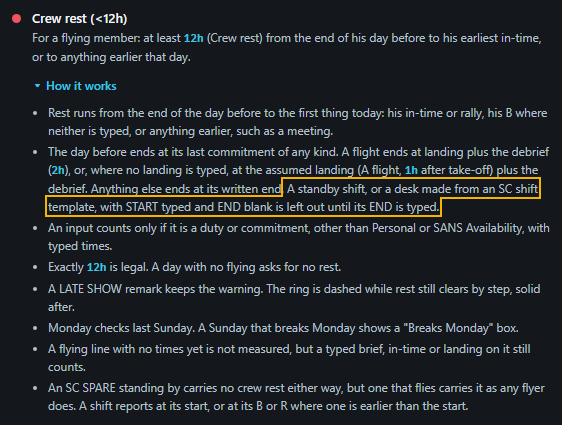 Crew rest (<12h)
For a flying member: at least 12h (Crew rest) from the end of his day before to his earliest in-time,
or to anything earlier that day.
How it works
Rest runs from the end of the day before to the first thing today: his in-time or rally, his B where
neither is typed, or anything earlier, such as a meeting.
The day before ends at its last commitment of any kind. A flight ends at landing plus the debrief
(2h), or, where no landing is typed, at the assumed landing (A flight, 1h after take-off) plus the
debrief. Anything else ends at its written end. A standby shift, or a desk made from an SC shift
template, with START typed and END blank is left out until its END is typed.
An input counts only if it is a duty or commitment, other than Personal or SANS Availability, with
typed times.
Exactly 12h is legal. A day with no flying asks for no rest.
A LATE SHOW remark keeps the warning. The ring is dashed while rest still clears by step, solid
after.
Monday checks last Sunday. A Sunday that breaks Monday shows a "Breaks Monday" box.
A flying line with no times yet is not measured, but a typed brief, in-time or landing on it still
counts.
An SC SPARE standing by carries no crew rest either way, but one that flies carries it as any flyer
does. A shift reports at its start, or at its B or R where one is earlier than the start.